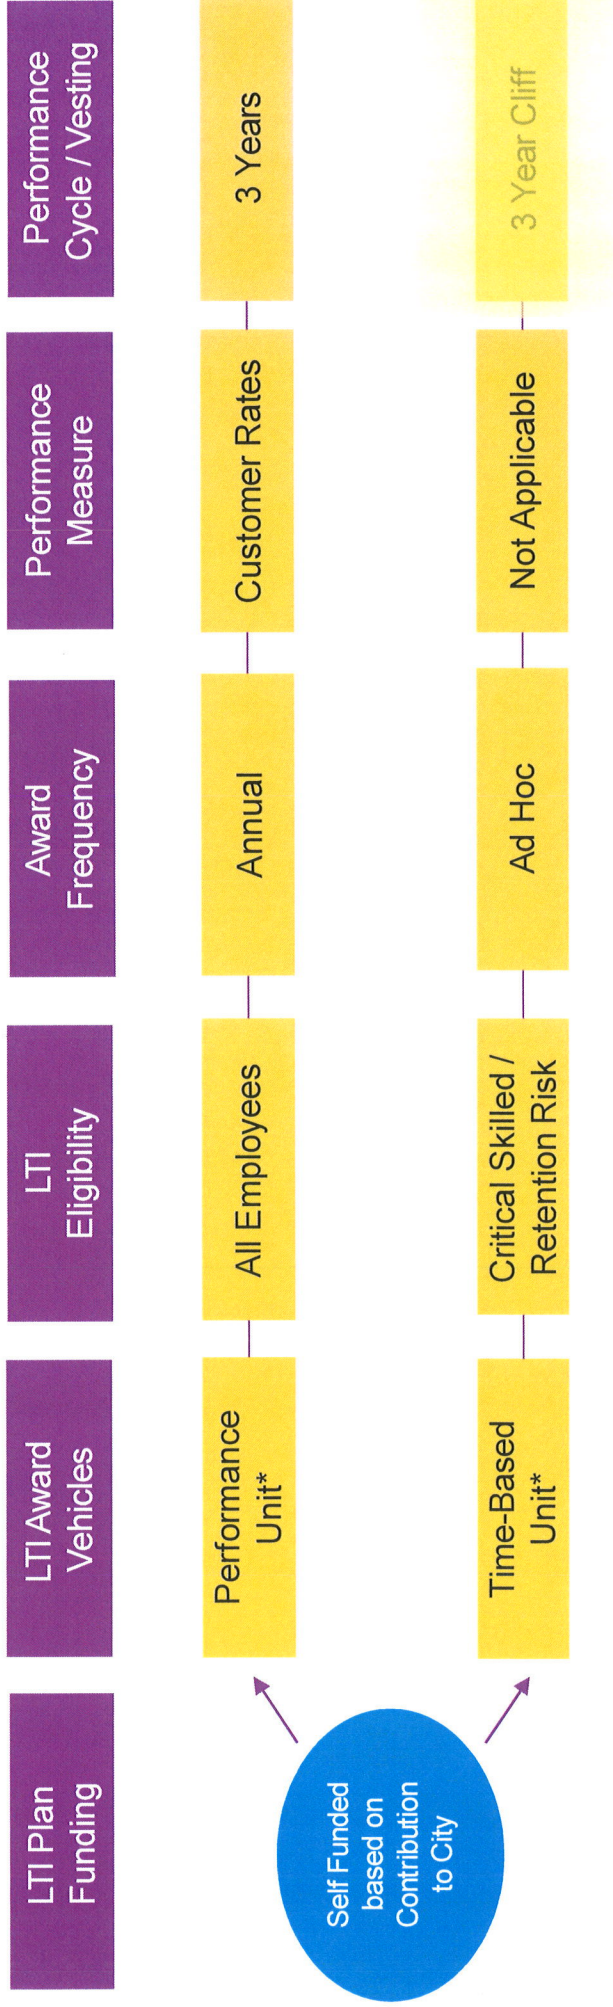 LTI Plan
Funding
LTI Award
Vehicles
LTI
Eligibility
Award
Frequency
Performance
Measure
Performance
Cycle / Vesting
Self Funded
based on
Contribution
to City
Performance
Unit*
All Employees
Annual
Customer Rates
3 Years
Time-Based
Unit*
Critical Skilled /
Retention Risk
Ad Hoc
Not Applicable
3 Year Cliff